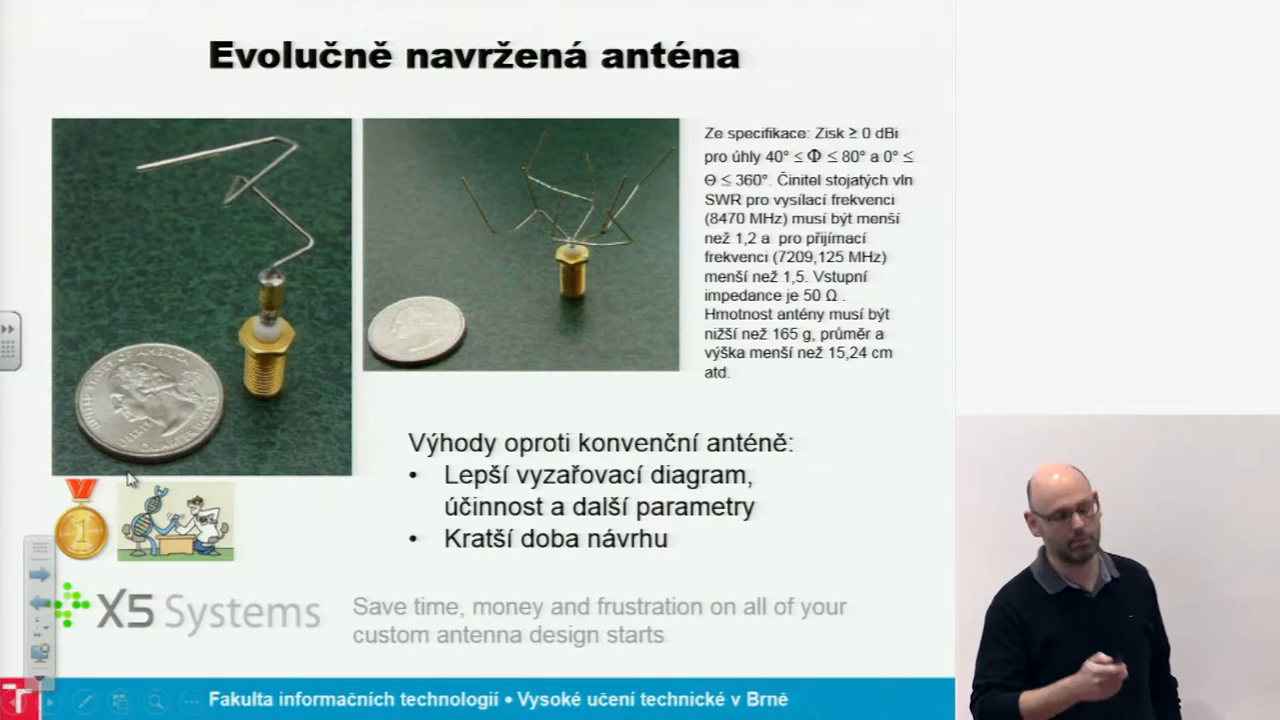 Evolučně navržená anténa
Ze specifikace: Zisk ≥ 0 dBi
pro úhly 40° ≤ Φ ≤ 80° a 0° ≤
Θ ≤ 360°. Činitel stojatých vln
SWR pro vysílací frekvenci
(8470 MHz) musí být menší
než 1,2 a pro přijímací
frekvenci (7209,125 MHz)
menší než 1,5. Vstupní
impedance je 50 Ω .
Hmotnost antény musí být
nižší než 165 g, průměr a
výška menší než 15,24 cm
atd.
Výhody oproti konvenční anténě:
• Lepší vyzařovací diagram,
účinnost a další parametry
• Kratší doba návrhu
1
X5 Systems
Save time, money and frustration on all of your
custom antenna design starts
Fakulta informačních technologií • Vysoké učení technické v Brně